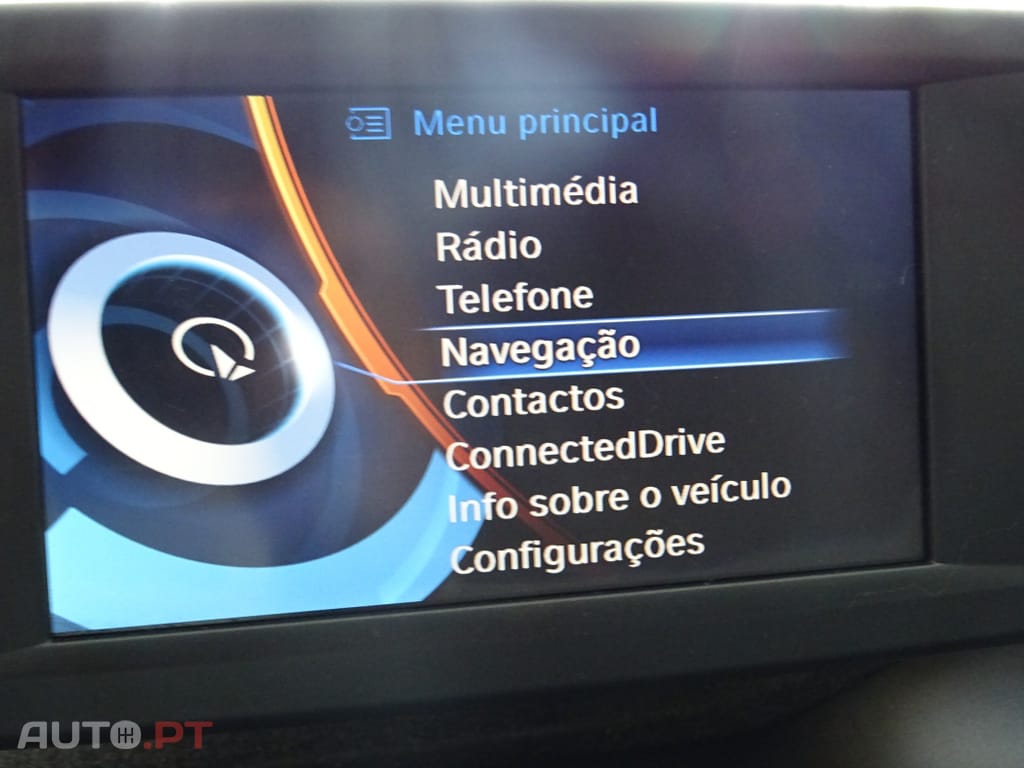 Menu principal
Multimédia
Rádio
Telefone
Navegação
Contactos
ConnectedDrive
Info sobre o veículo
Configurações
AUTO.PT